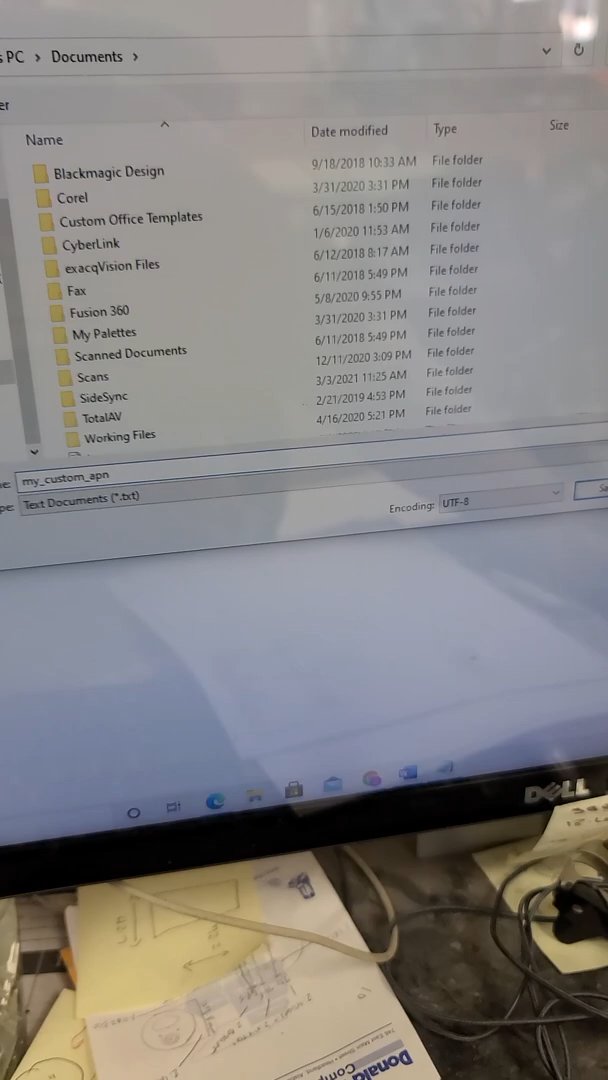 PC > Documents >
er
Name Date modified Type Size
Blackmagic Design 9/18/2018 10:33 AM File folder
Corel 3/31/2020 3:31 PM File folder
Custom Office Templates 6/15/2018 1:50 PM File folder
CyberLink 1/6/2020 11:53 AM File folder
exacqVision Files 6/12/2018 8:17 AM File folder
Fax 6/11/2018 5:49 PM File folder
Fusion 360 5/8/2020 9:55 PM File folder
My Palettes 3/31/2020 3:31 PM File folder
Scanned Documents 6/11/2018 5:49 PM File folder
Scans 12/11/2020 3:09 PM File folder
SideSync 3/3/2021 11:25 AM File folder
TotalAV 2/21/2019 4:53 PM File folder
Working Files 4/16/2020 5:21 PM File folder
my_custom_apn
Text Documents (*.txt)
Encoding: UTF-8
DELL
Donald
Comp